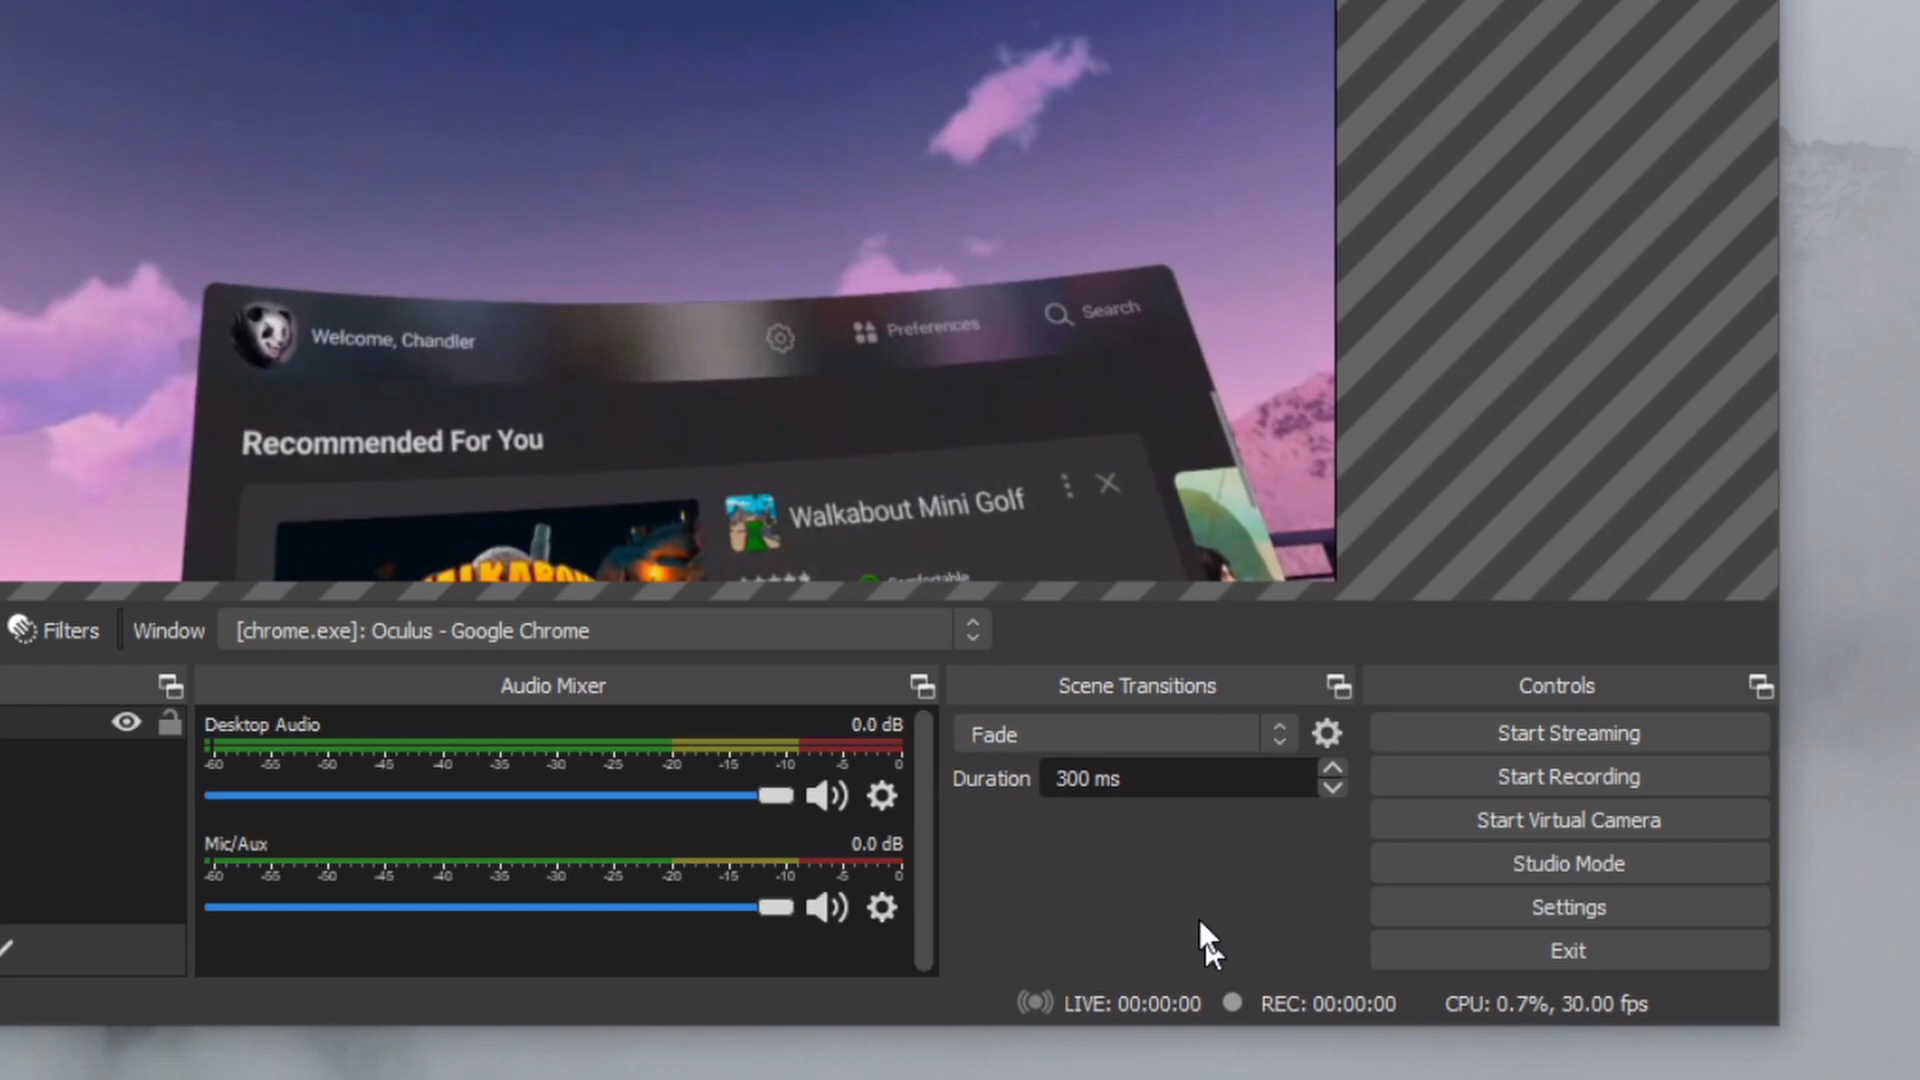 Welcome, Chandler
Preferences
Search
Recommended For You
Walkabout Mini Golf
Comfortable
Filters
Window
[chrome.exe]: Oculus - Google Chrome
Audio Mixer
Scene Transitions
Controls
Desktop Audio
0.0 dB
-60 -55 -50 -45 -40 -35 -30 -25 -20 -15 -10 -5 0
Mic/Aux
0.0 dB
-60 -55 -50 -45 -40 -35 -30 -25 -20 -15 -10 -5 0
Fade
Duration
300 ms
Start Streaming
Start Recording
Start Virtual Camera
Studio Mode
Settings
Exit
LIVE: 00:00:00
REC: 00:00:00
CPU: 0.7%, 30.00 fps